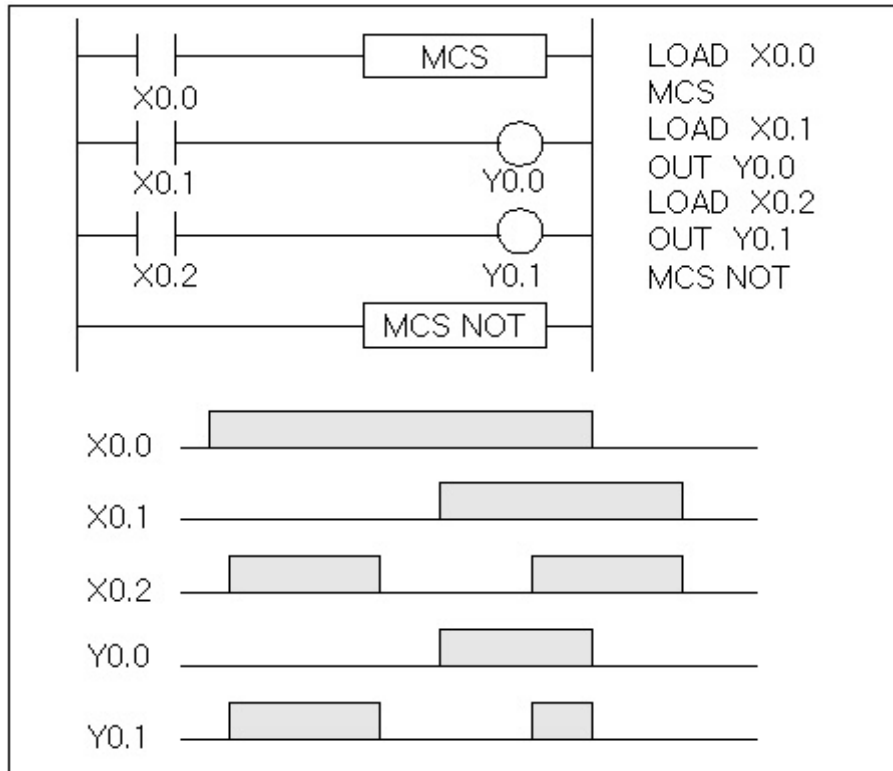 MCS
X0.0
X0.1
Y0.0
X0.2
Y0.1
MCS NOT
LOAD X0.0
MCS
LOAD X0.1
OUT Y0.0
LOAD X0.2
OUT Y0.1
MCS NOT
X0.0
X0.1
X0.2
Y0.0
Y0.1